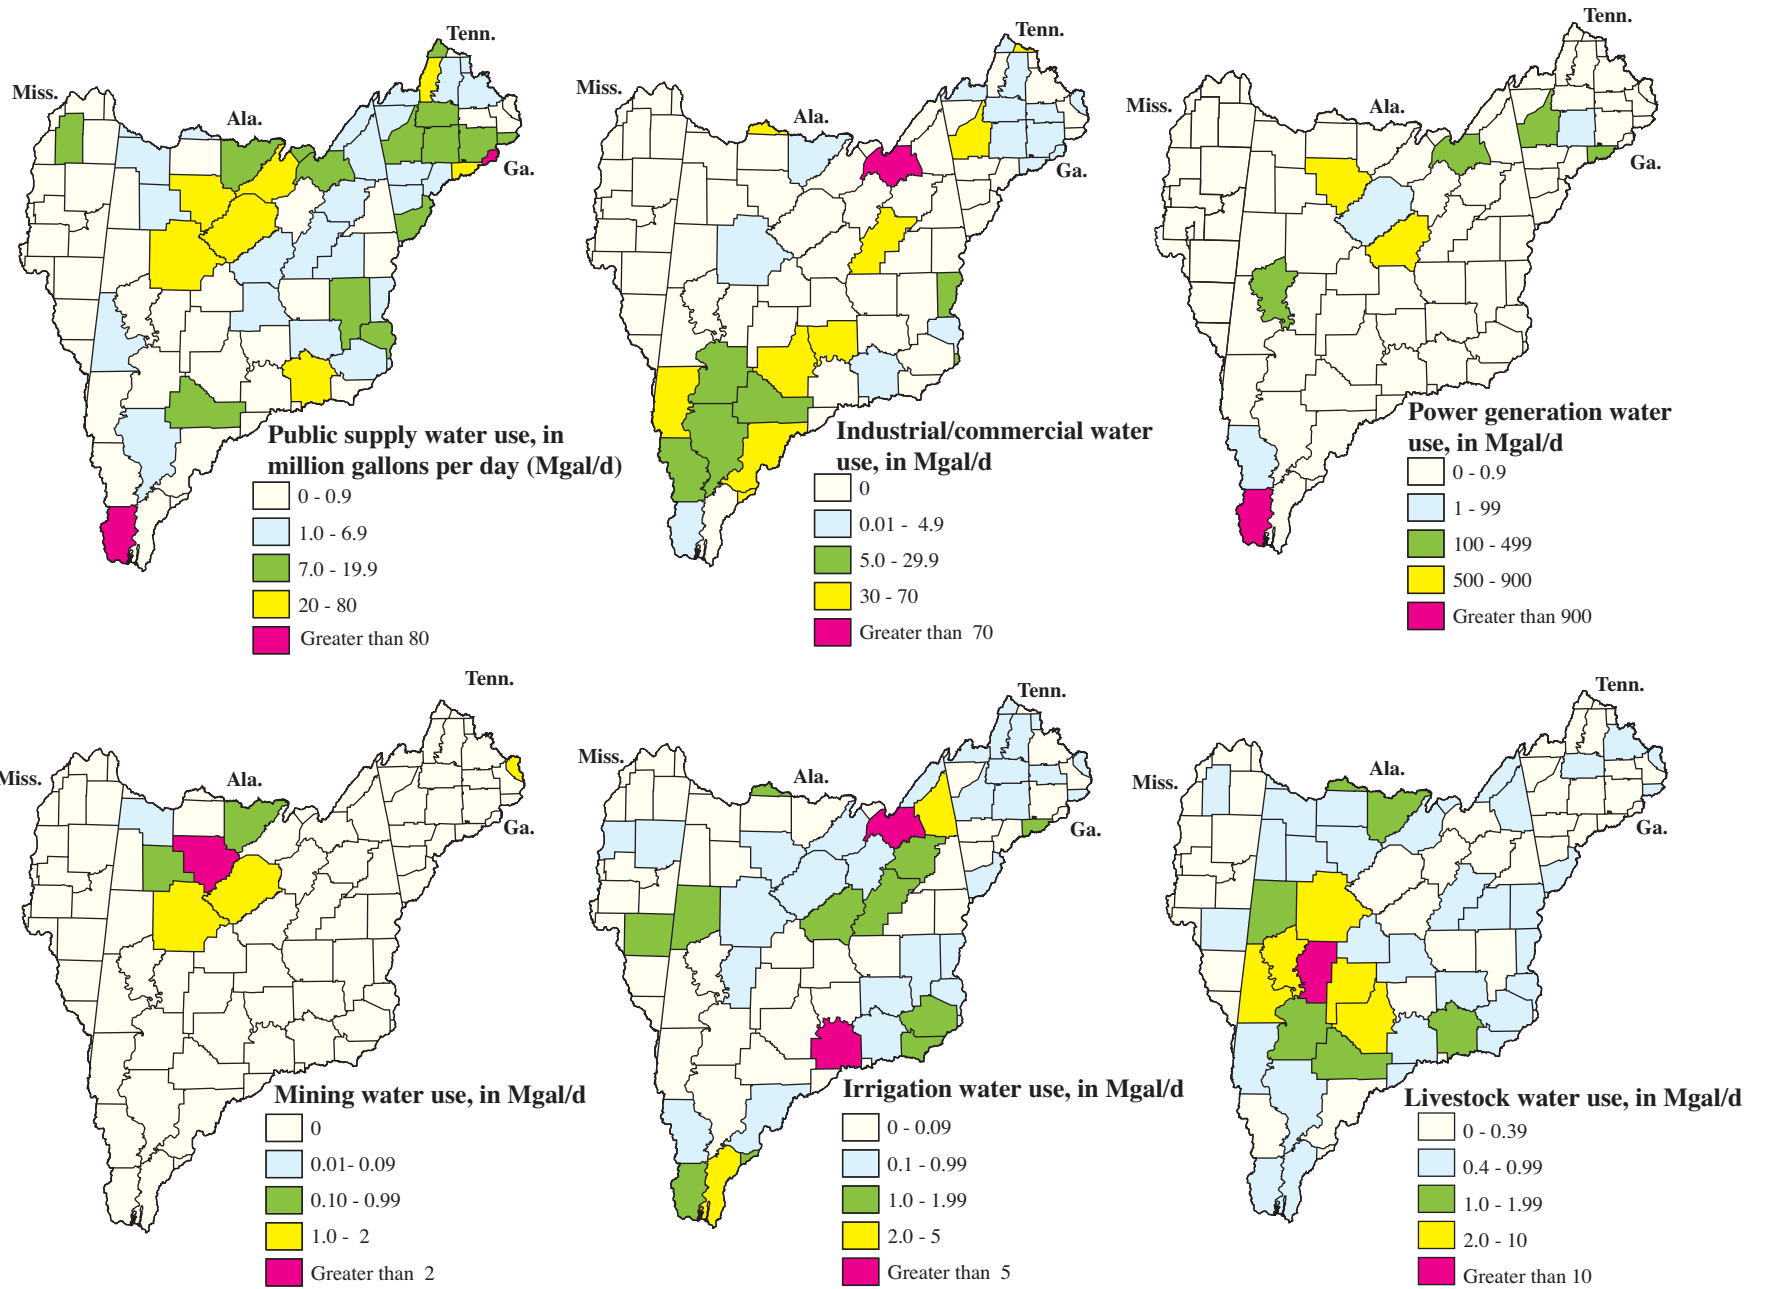 Tenn.
Miss.
Ala.
Ga.
Public supply water use, in
million gallons per day (Mgal/d)
0 - 0.9
1.0 - 6.9
7.0 - 19.9
20 - 80
Greater than 80
Tenn.
Miss.
Ala.
Ga.
Industrial/commercial water
use, in Mgal/d
0
0.01 - 4.9
5.0 - 29.9
30 - 70
Greater than 70
Tenn.
Miss.
Ala.
Ga.
Power generation water
use, in Mgal/d
0 - 0.9
1 - 99
100 - 499
500 - 900
Greater than 900
Tenn.
Miss.
Ala.
Ga.
Mining water use, in Mgal/d
0
0.01- 0.09
0.10 - 0.99
1.0 - 2
Greater than 2
Tenn.
Miss.
Ala.
Ga.
Irrigation water use, in Mgal/d
0 - 0.09
0.1 - 0.99
1.0 - 1.99
2.0 - 5
Greater than 5
Tenn.
Miss.
Ala.
Ga.
Livestock water use, in Mgal/d
0 - 0.39
0.4 - 0.99
1.0 - 1.99
2.0 - 10
Greater than 10